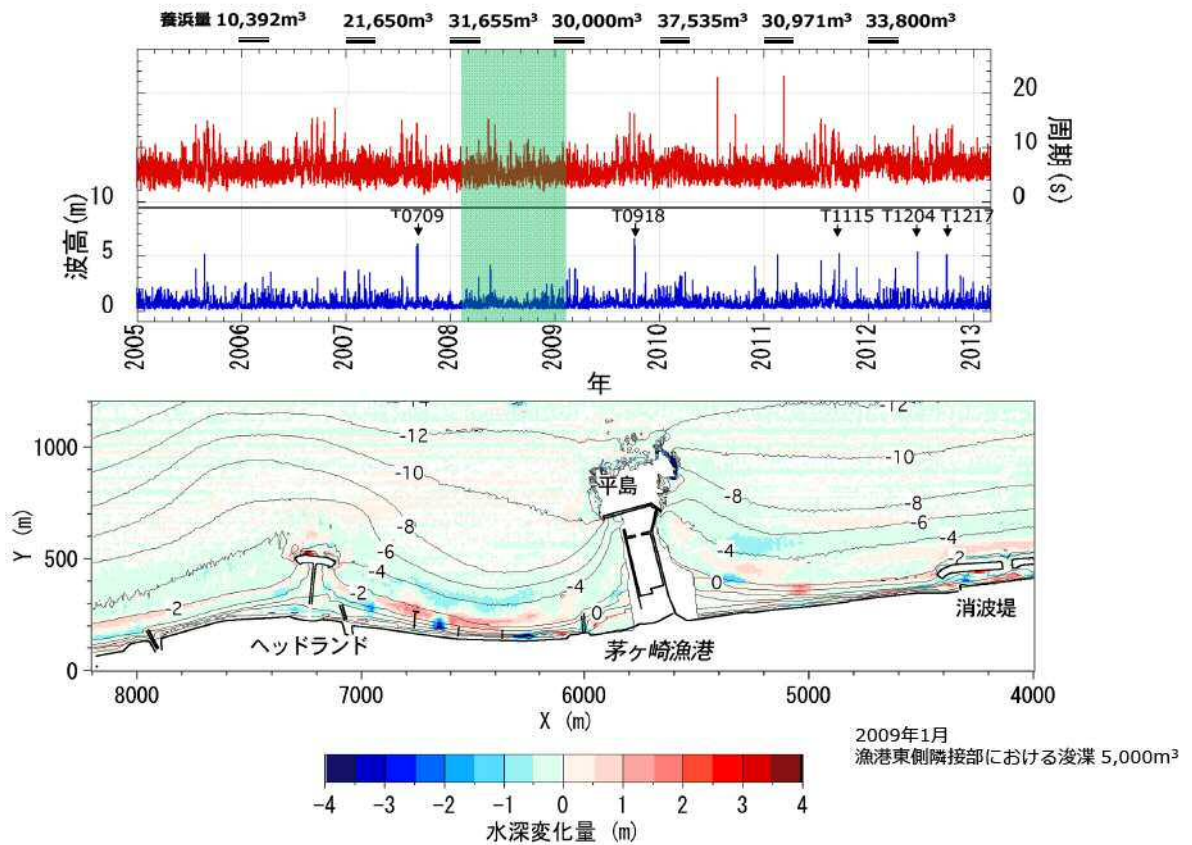 養浜量 10,392m³ 21,650m³ 31,655m³ 30,000m³ 37,535m³ 30,971m³ 33,800m³
20
10
0
周期 (s)
10
5
0
波高(m)
T0709 T0918 T1115 T1204 T1217
2005 2006 2007 2008 2009 2010 2011 2012 2013
年
-14
-12 -12
-10 -10
平島
-8 -8
-6 -6
-4 -4 -4 -4
-2 -2 -2
0 0
1000
500
0
Y (m)
ヘッドランド
茅ヶ崎漁港
消波堤
8000 7000 6000 5000 4000
X (m)
2009年1月
漁港東側隣接部における浚渫 5,000m³
-4 -3 -2 -1 0 1 2 3 4
水深変化量 (m)